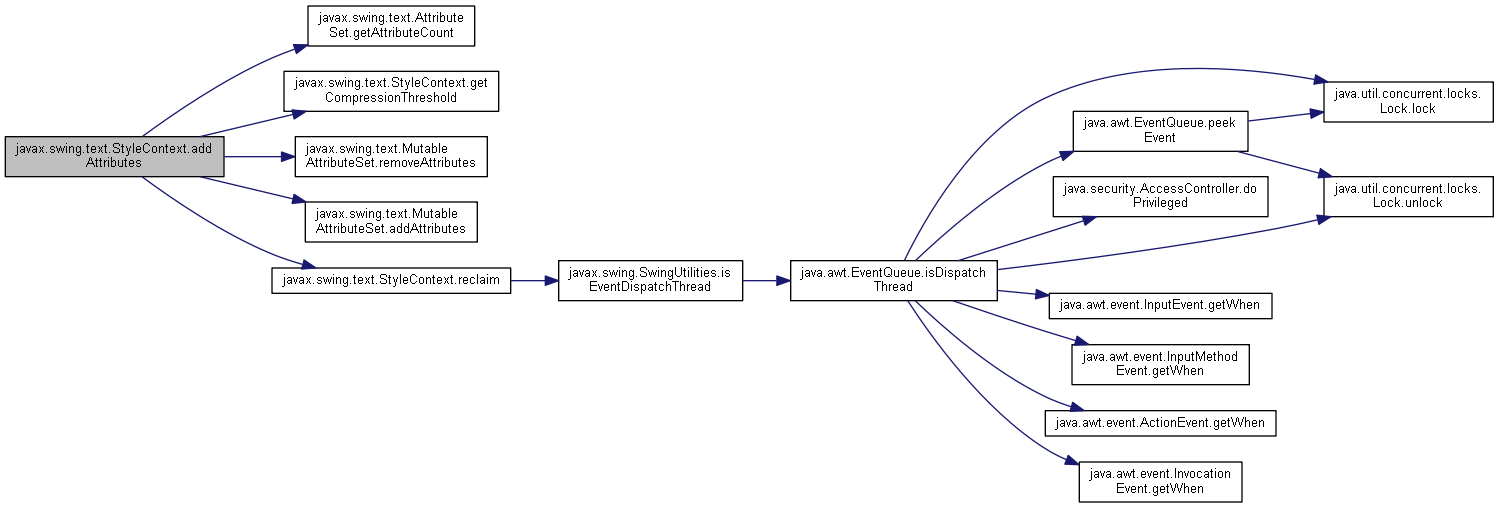 javax.swing.text.Attribute
Set.getAttributeCount
javax.swing.text.StyleContext.get
CompressionThreshold
javax.swing.text.StyleContext.add
Attributes
javax.swing.text.Mutable
AttributeSet.removeAttributes
javax.swing.text.Mutable
AttributeSet.addAttributes
javax.swing.text.StyleContext.reclaim
javax.swing.SwingUtilities.is
EventDispatchThread
java.awt.EventQueue.isDispatch
Thread
java.util.concurrent.locks.
Lock.lock
java.awt.EventQueue.peek
Event
java.security.AccessController.do
Privileged
java.util.concurrent.locks.
Lock.unlock
java.awt.event.InputEvent.getWhen
java.awt.event.InputMethod
Event.getWhen
java.awt.event.ActionEvent.getWhen
java.awt.event.Invocation
Event.getWhen